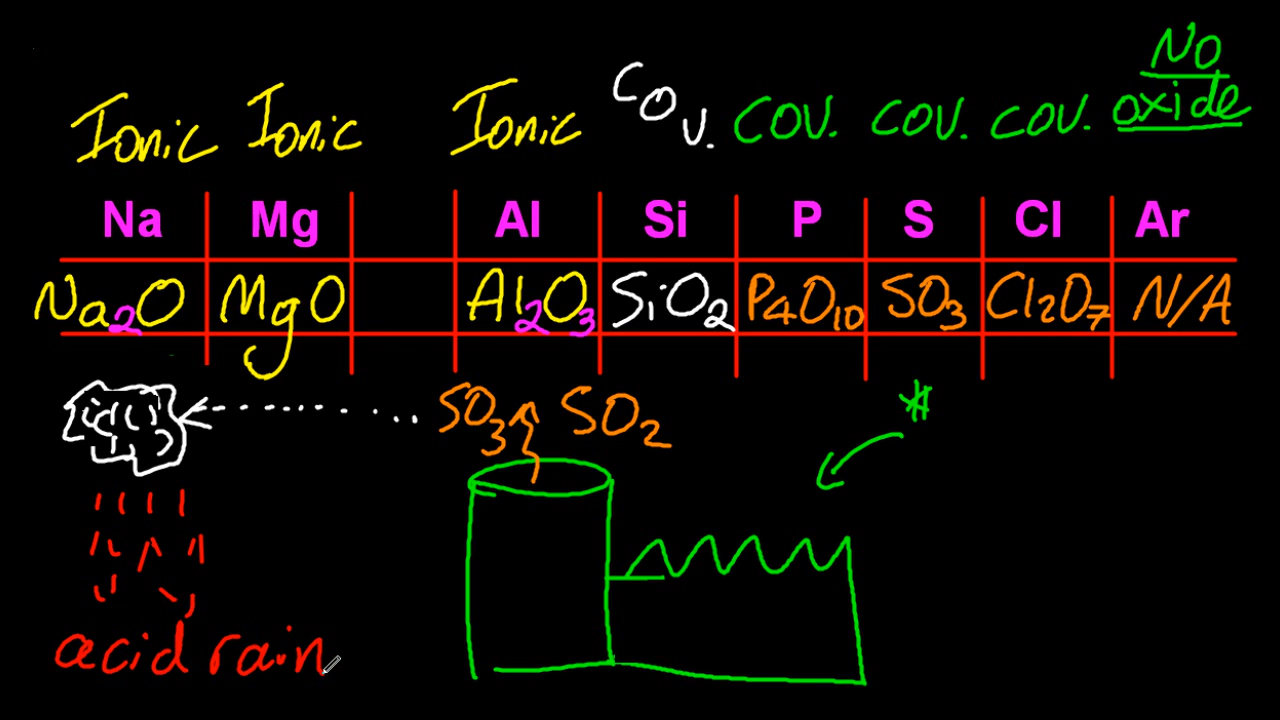 No
Ionic Ionic Ionic COV. COV. COV. COV. oxide
Na Mg Al Si P S Cl Ar
Na2O MgO Al2O3 SiO2 P4O10 SO3 Cl2O7 N/A
SO3 SO2 *
acid rain